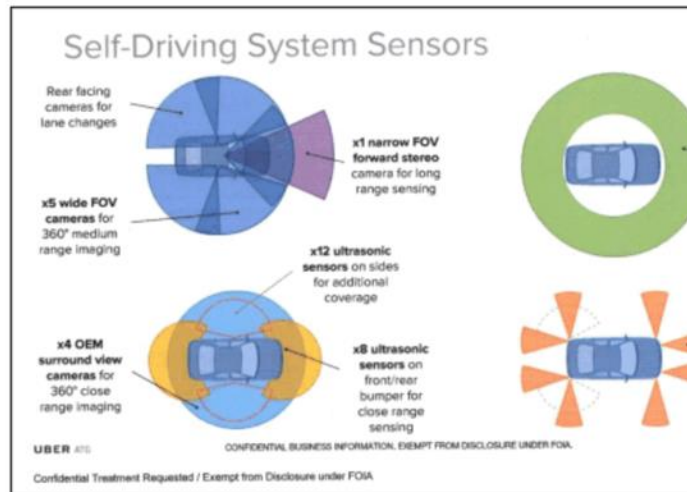 Self-Driving System Sensors
Rear facing
cameras for
lane changes
x1 narrow FOV
forward stereo
camera for long
range sensing
x5 wide FOV
cameras for
360° medium
range imaging
x12 ultrasonic
sensors on sides
for additional
coverage
x4 OEM
surround view
cameras for
360° close
range imaging
x8 ultrasonic
sensors on
front/rear
bumper for
close range
sensing
UBER ATG
CONFIDENTIAL BUSINESS INFORMATION, EXEMPT FROM DISCLOSURE UNDER FOIA.
Confidential Treatment Requested / Exempt from Disclosure under FOIA